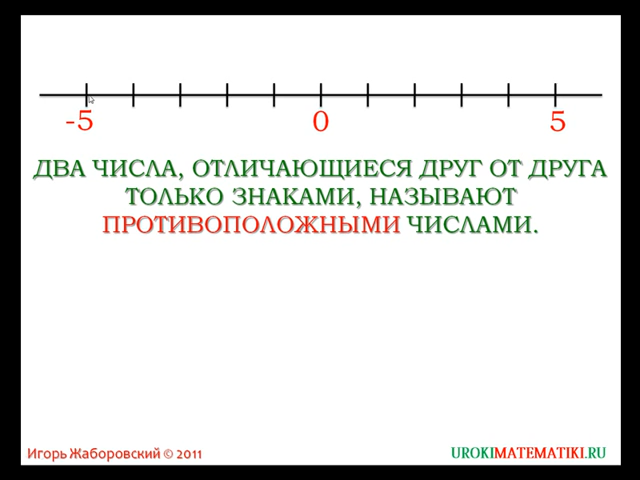 -5 0 5
ДВА ЧИСЛА, ОТЛИЧАЮЩИЕСЯ ДРУГ ОТ ДРУГА
ТОЛЬКО ЗНАКАМИ, НАЗЫВАЮТ
ПРОТИВОПОЛОЖНЫМИ ЧИСЛАМИ.
Игорь Жаборовский © 2011 UROKIMATEMATIKI.RU